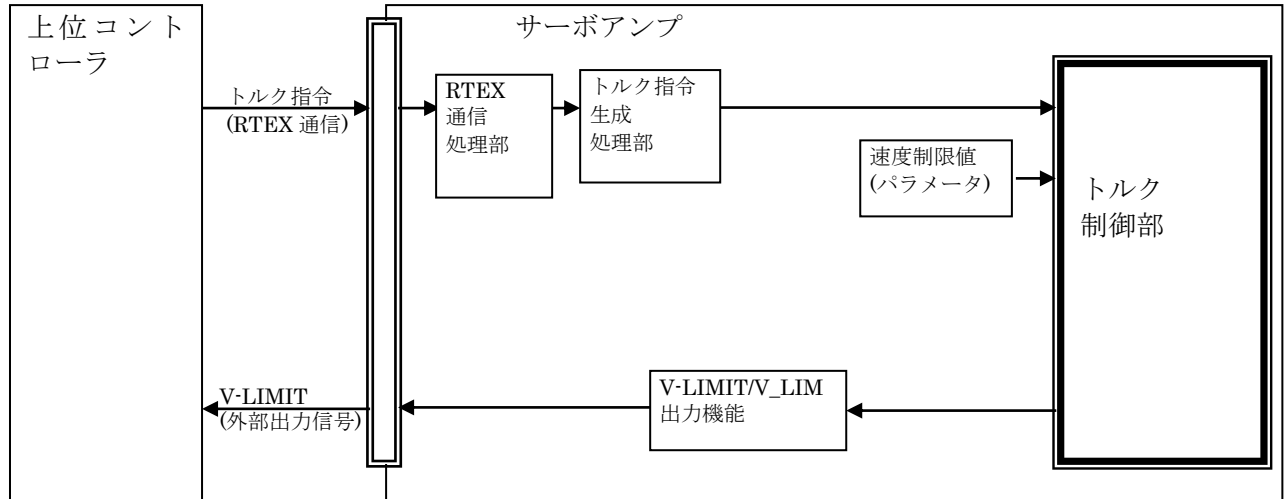 上位コント
ローラ
サーボアンプ
トルク指令
(RTEX 通信)
RTEX
通信
処理部
トルク指令
生成
処理部
速度制限値
(パラメータ)
トルク
制御部
V-LIMIT
(外部出力信号)
V-LIMIT/V_LIM
出力機能